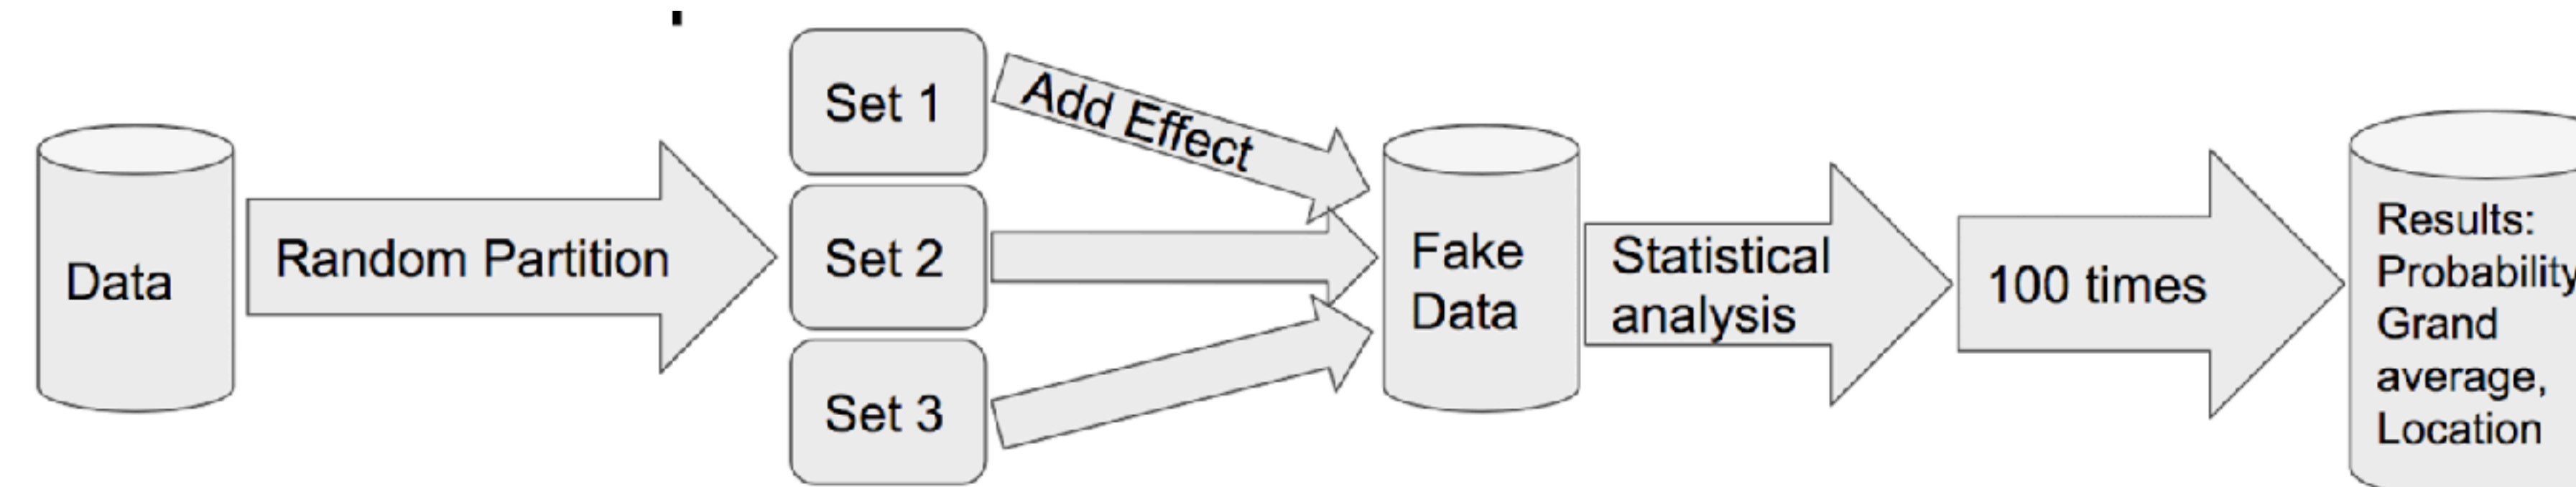 Data
Random Partition
Set 1
Set 2
Set 3
Add Effect
Fake
Data
Statistical
analysis
100 times
Results:
Probability
Grand
average,
Location